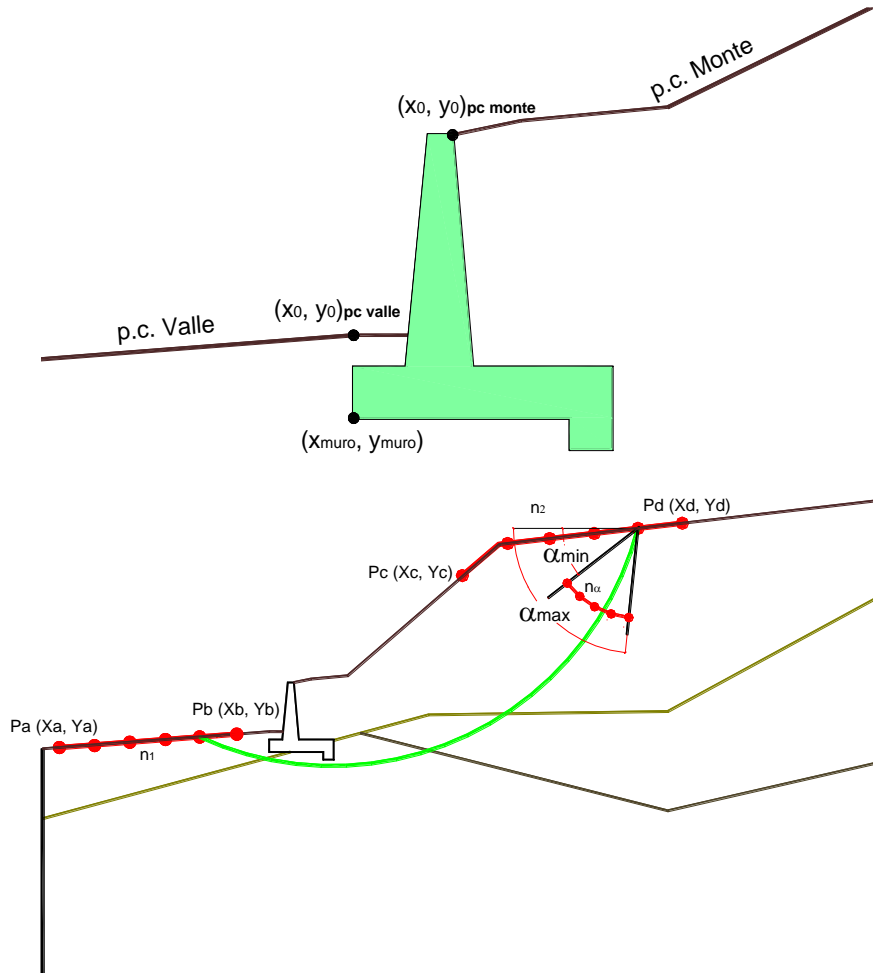 p.c. Monte
(x0, y0)pc monte
(x0, y0)pc valle
p.c. Valle
(xmuro, ymuro)
n2
Pd (Xd, Yd)
αmin
Pc (Xc, Yc)
nα
αmax
Pb (Xb, Yb)
Pa (Xa, Ya)
n1